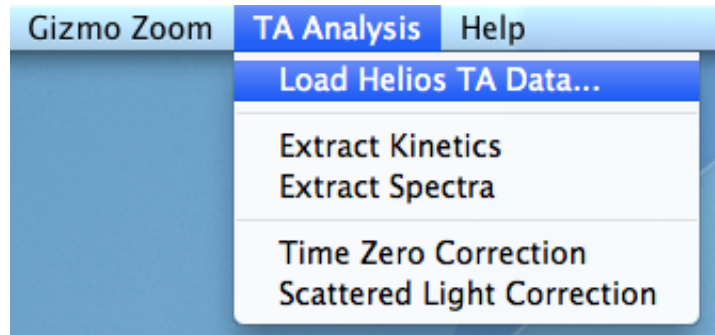 Gizmo Zoom TA Analysis Help
Load Helios TA Data...
Extract Kinetics
Extract Spectra
Time Zero Correction
Scattered Light Correction